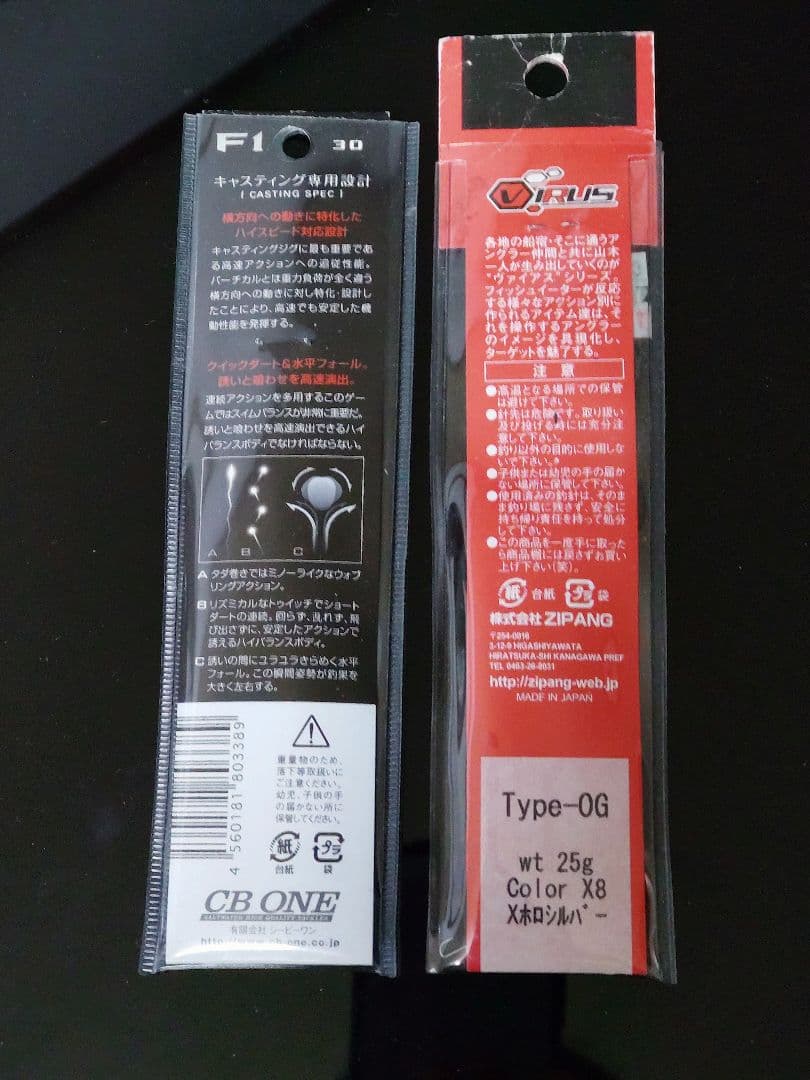 F1 30
キャスティング専用設計
[ CASTING SPEC ]
横方向への動きに特化した
ハイスピード対応設計
キャスティングジグに最も重要であ
る高速アクションへの追従性能。
バーチカルとは重力負荷が全く違う
横方向への動きに対し特化・設計し
たことにより、高速でも安定した機
動性能を発揮する。
クイックダート&水平フォール。
誘いと喰わせを高速演出。
連続アクションを多用するこのゲー
ムではスイムバランスが非常に重要だ。
誘いと喰わせを高速演出できるハイ
バランスボディでなければならない。
A B C
A タダ巻きではミノーライクなウォブ
リングアクション。
B リズミカルなトゥイッチでショート
ダートの連続。回らず、乱れず、飛
び出さずに、安定したアクションで
誘えるハイバランスボディ。
C 誘いの間にユラユラきらめく水平
フォール。この瞬間姿勢が釣果を
大きく左右する。
4 560181 803389
重量物のため、
落下等取扱いに
ご注意ください。
幼児、子供の手
の届かない所に
保管してください。
紙 プラ
台紙 袋
CB ONE
SALTWATER HIGH QUALITY TACKLES
有限会社 シービーワン
http://www.cb-one.co.jp
VIRUS
各地の船宿・そこに通うア
ングラー仲間と共に山本
一人が生み出していくのが
"ヴァリアス"シリーズ。
フィッシュイーターが反応
する様々なアクション別に
作られるアイテム達は、そ
れを操作するアングラー
のイメージを具現化し、
ターゲットを魅了する。
注意
●高温となる場所での保管
は避けて下さい。
●針先は危険です。取り扱い
及び投げる時には充分注
意して下さい。
●釣り以外の目的に使用しな
いで下さい。
●子供または幼児の手の届か
ない場所に保管して下さい。
●使用済みの釣針は、そのま
ま釣り場に残さず、安全に
持ち帰り責任を持って処分
して下さい。
●この商品を一度手に取った
ら商品棚には戻さずお買い
上げ下さい(笑)。
紙 台紙 プラ 袋
株式会社 ZIPANG
〒254-0016
3-12-9 HIGASHIYAWATA
HIRATSUKA-SHI KANAGAWA PREF
TEL 0463-26-8031
http://zipang-web.jp
MADE IN JAPAN
Type-OG
wt 25g
Color X8
Xホロシルバー